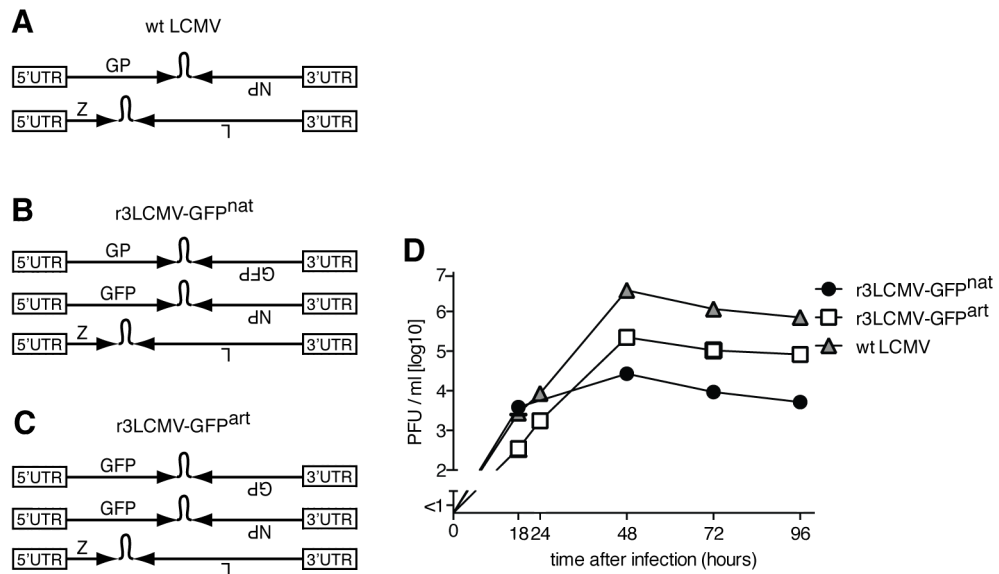 A
wt LCMV
5'UTR GP NP 3'UTR
5'UTR Z L 3'UTR
B
r3LCMV-GFPnat
5'UTR GP GFP 3'UTR
5'UTR GFP NP 3'UTR
5'UTR Z L 3'UTR
C
r3LCMV-GFPart
5'UTR GFP GP 3'UTR
5'UTR GFP NP 3'UTR
5'UTR Z L 3'UTR
D
PFU / ml [log10]
7
6
5
4
3
2
<1
0 18 24 48 72 96
time after infection (hours)
r3LCMV-GFPnat
r3LCMV-GFPart
wt LCMV